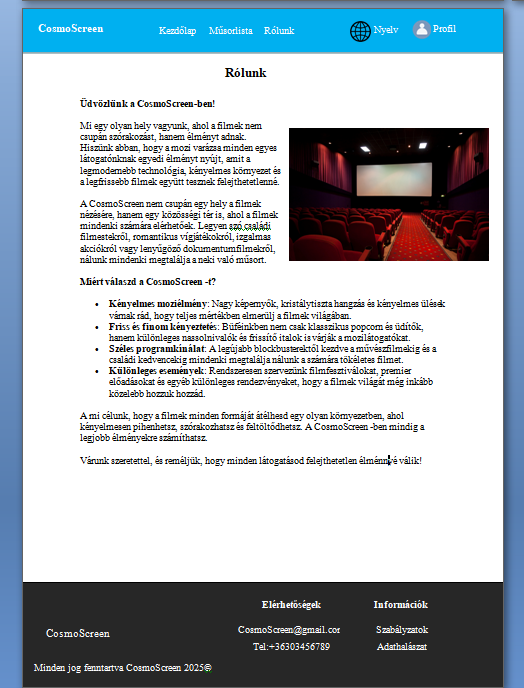 CosmoScreen
Kezdőlap Műsorlista Rólunk
Nyelv
Profil
Rólunk
Üdvözlünk a CosmoScreen-ben!
Mi egy olyan hely vagyunk, ahol a filmek nem
csupán szórakozást, hanem élményt adnak.
Hiszünk abban, hogy a mozi varázsa minden egyes
látogatónknak egyedi élményt nyújt, amit a
legmodernebb technológia, kényelmes környezet és
a legfrissebb filmek együtt tesznek felejthetetlenné.
A CosmoScreen nem csupán egy hely a filmek
nézésére, hanem egy közösségi tér is, ahol a filmek
mindenki számára elérhetőek. Legyen szó családi
filmestekről, romantikus vígjátékokról, izgalmas
akciókról vagy lenyűgöző dokumentumfilmekről,
nálunk mindenki megtalálja a neki való műsort.
Miért válaszd a CosmoScreen -t?
• Kényelmes moziélmény: Nagy képernyők, kristálytiszta hangzás és kényelmes ülések
várnak rád, hogy teljes mértékben elmerülj a filmek világában.
• Friss és finom kényeztetés: Büféinkben nem csak klasszikus popcorn és üdítők,
hanem különleges nassolnivalók és frissítő italok is várják a mozilátogatókat.
• Széles programkínálat: A legújabb blockbusterektől kezdve a művészfilmekig és a
családi kedvencekig mindenki megtalálja nálunk a számára tökéletes filmet.
• Különleges események: Rendszeresen szervezünk filmfesztiválokat, premier
előadásokat és egyéb különleges rendezvényeket, hogy a filmek világát még inkább
közelebb hozzuk hozzád.
A mi célunk, hogy a filmek minden formáját átélhesd egy olyan környezetben, ahol
kényelmesen pihenhetsz, szórakozhatsz és feltöltődhetsz. A CosmoScreen -ben mindig a
legjobb élményekre számíthatsz.
Várunk szeretettel, és reméljük, hogy minden látogatásod felejthetetlen élménnyé válik!
Elérhetőségek
Információk
CosmoScreen@gmail.cor
Szabályzatok
CosmoScreen
Tel:+36303456789
Adathalászat
Minden jog fenntartva CosmoScreen 2025©